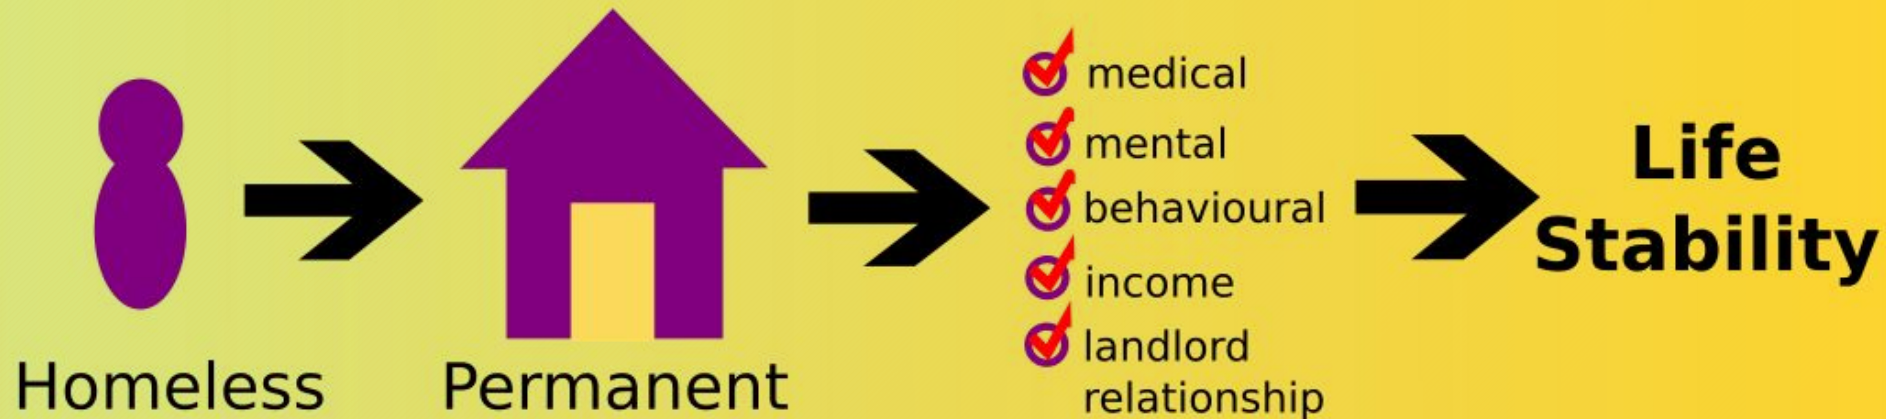 Homeless
Permanent
medical
mental
behavioural
income
landlord
relationship
Life
Stability